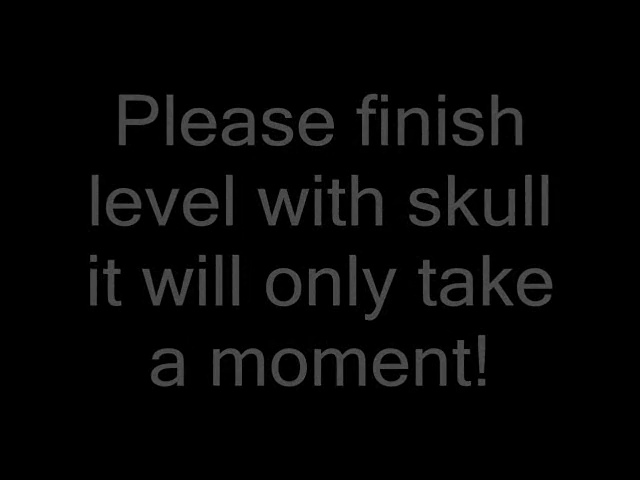 Please finish
level with skull
it will only take
a moment!